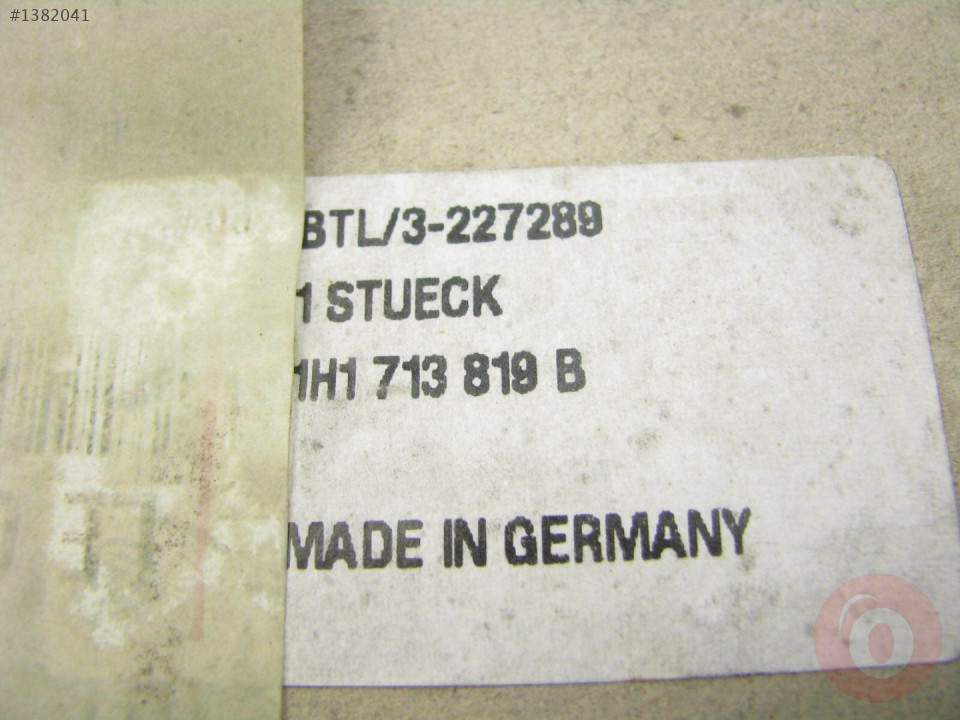 #1382041
BTL/3-227289
1 STUECK
1H1 713 819 B
MADE IN GERMANY